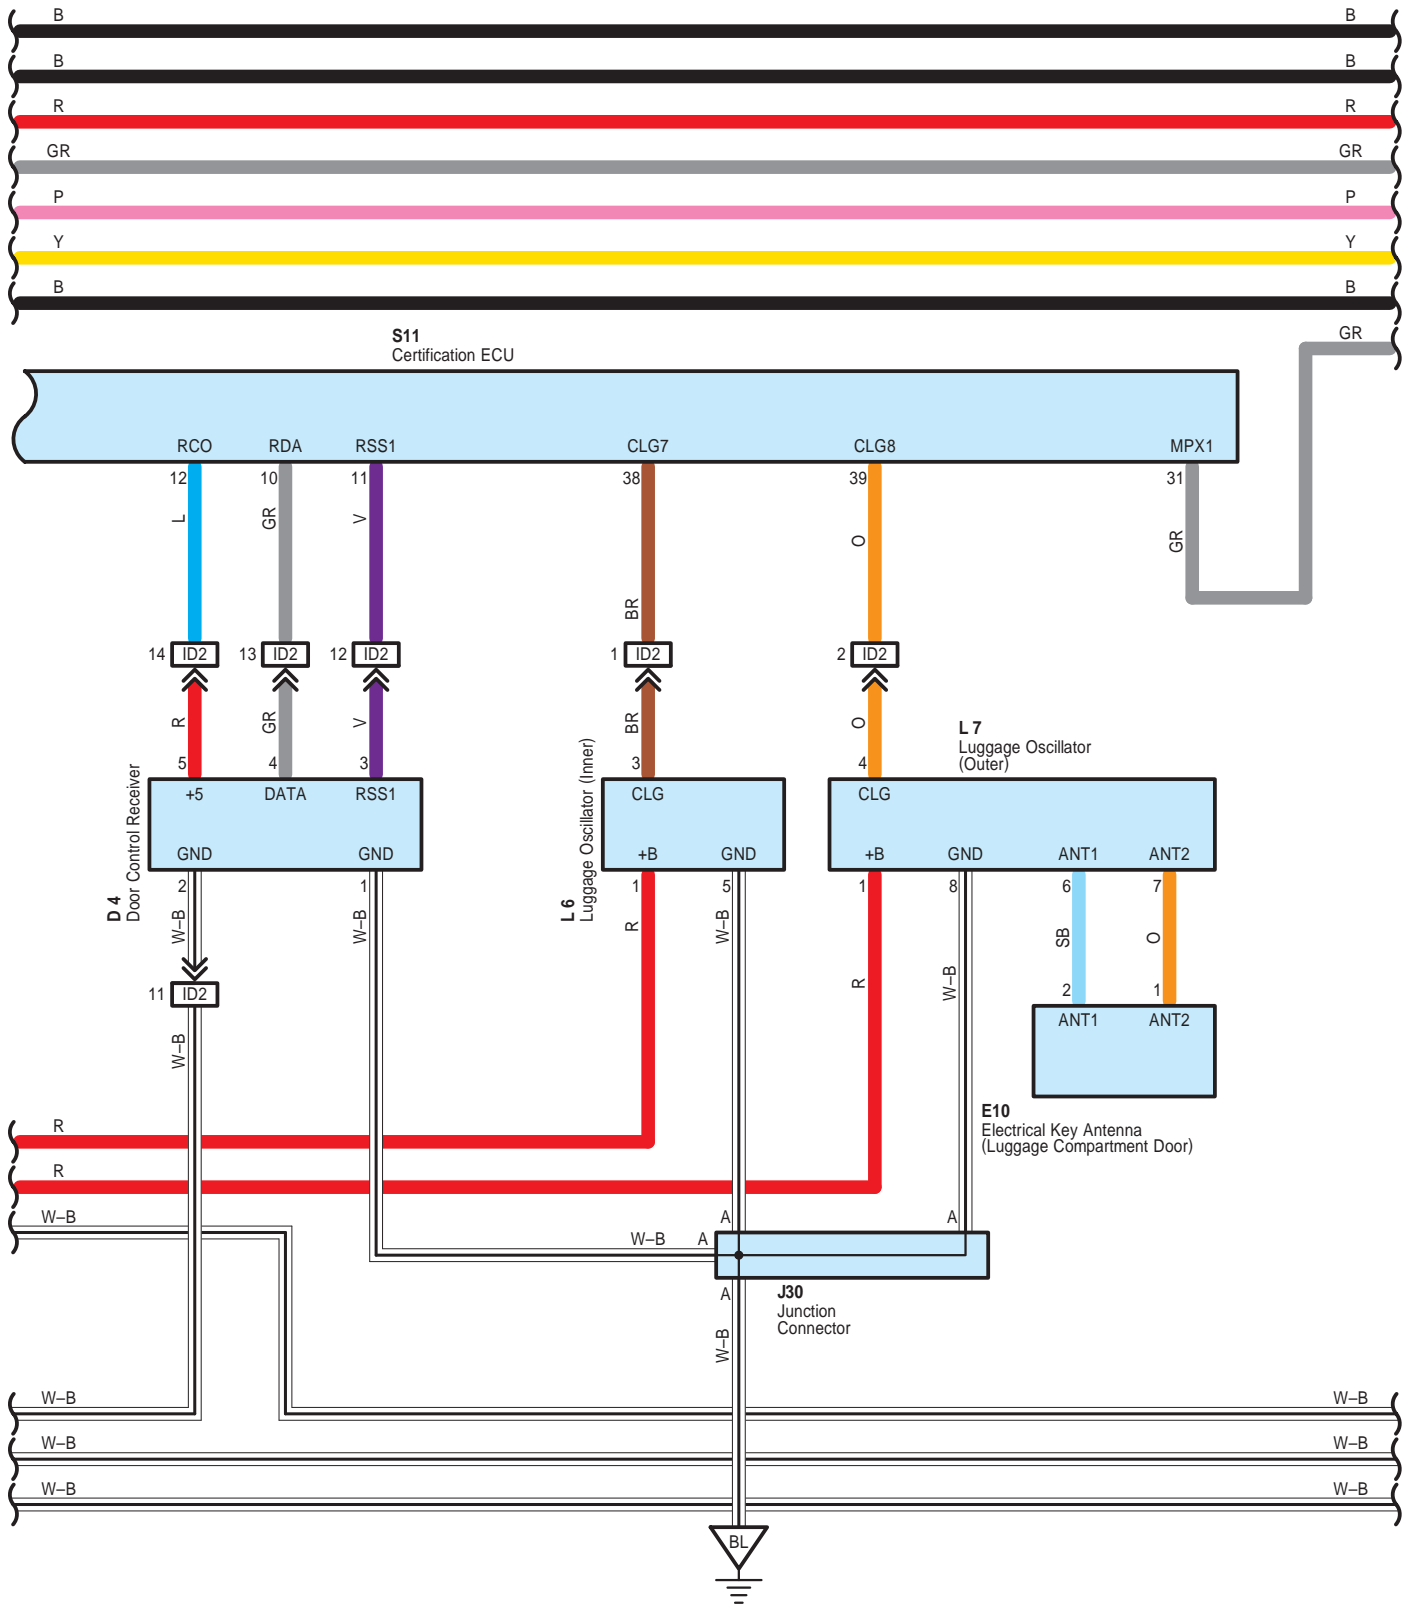 B B
B B
R R
GR GR
P P
Y Y
B B
GR
S11
Certification ECU
RCO RDA RSS1 CLG7 CLG8 MPX1
12 10 11 38 39 31
L GR V BR O GR
14 ID2 13 ID2 12 ID2 1 ID2 2 ID2
R GR V BR O
5 4 3 3 4
L 7
Luggage Oscillator
(Outer)
D 4
Door Control Receiver
+5 DATA RSS1
GND GND
L 6
Luggage Oscillator (Inner)
CLG
+B GND
CLG
+B GND ANT1 ANT2
2 1 1 5 1 8 6 7
W–B W–B R W–B R W–B SB O
11 ID2
W–B
2 1
ANT1 ANT2
E10
Electrical Key Antenna
(Luggage Compartment Door)
R
R
W–B
W–B A A A
A
J30
Junction
Connector
W–B
W–B W–B
W–B W–B
W–B W–B
BL